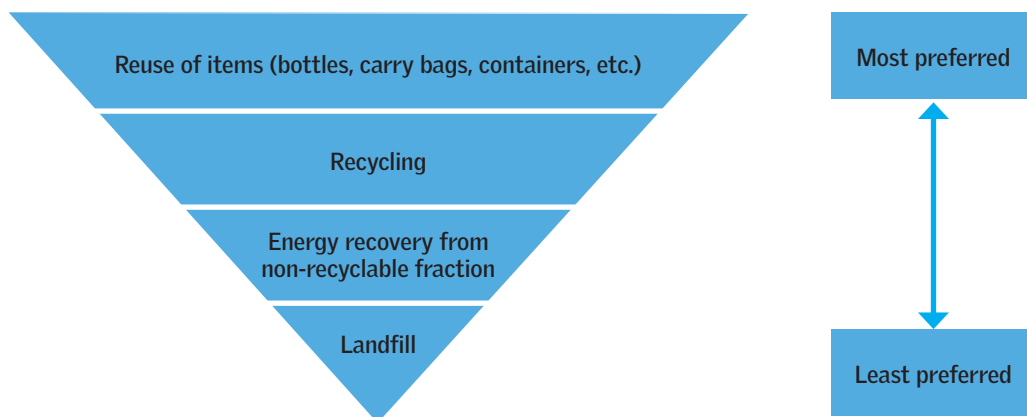 Reuse of items (bottles, carry bags, containers, etc.)
Recycling
Energy recovery from
non-recyclable fraction
Landfill
Most preferred
Least preferred